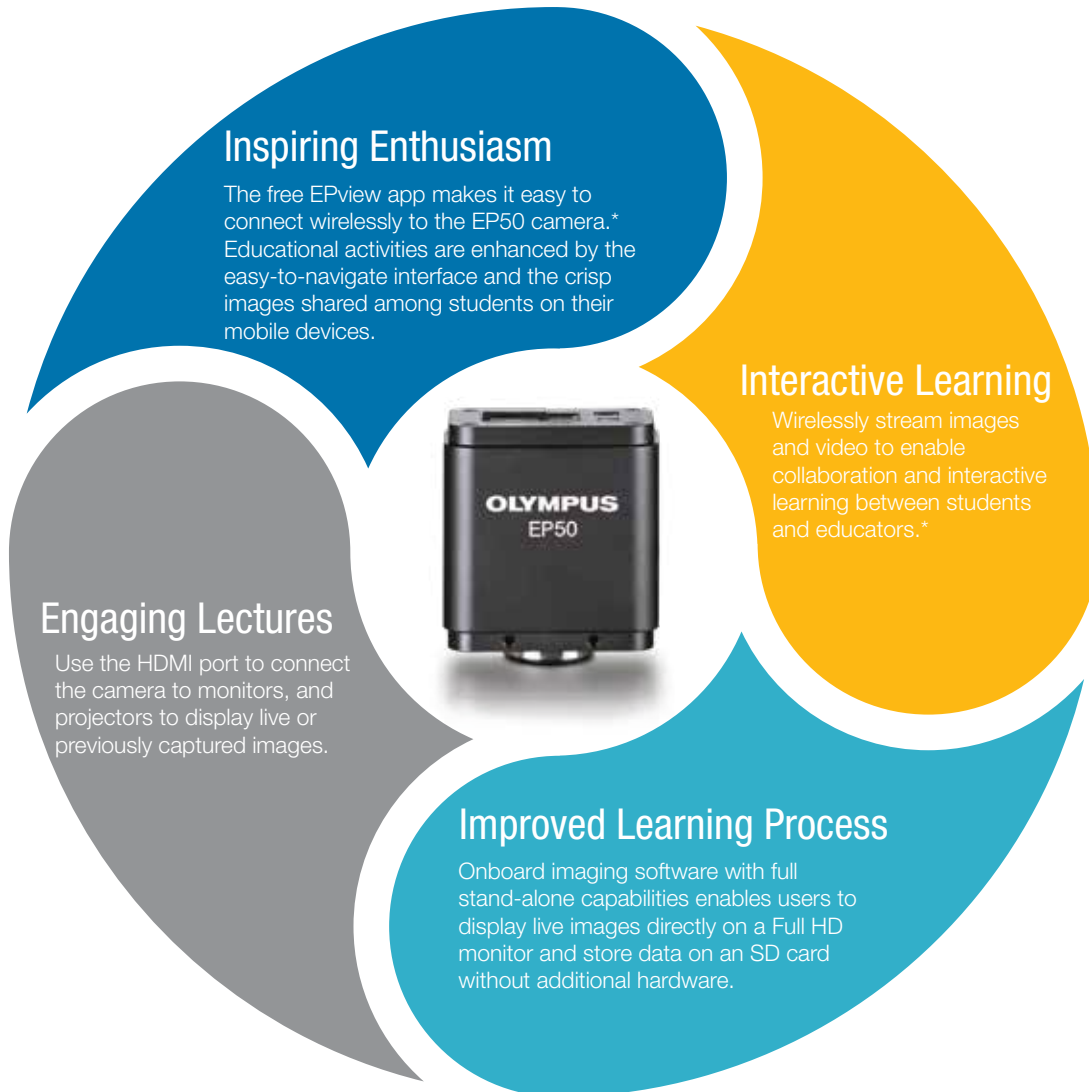 Inspiring Enthusiasm
The free EPview app makes it easy to
connect wirelessly to the EP50 camera.*
Educational activities are enhanced by the
easy-to-navigate interface and the crisp
images shared among students on their
mobile devices.
Interactive Learning
Wirelessly stream images
and video to enable
collaboration and interactive
learning between students
and educators.*
OLYMPUS
EP50
Engaging Lectures
Use the HDMI port to connect
the camera to monitors, and
projectors to display live or
previously captured images.
Improved Learning Process
Onboard imaging software with full
stand-alone capabilities enables users to
display live images directly on a Full HD
monitor and store data on an SD card
without additional hardware.